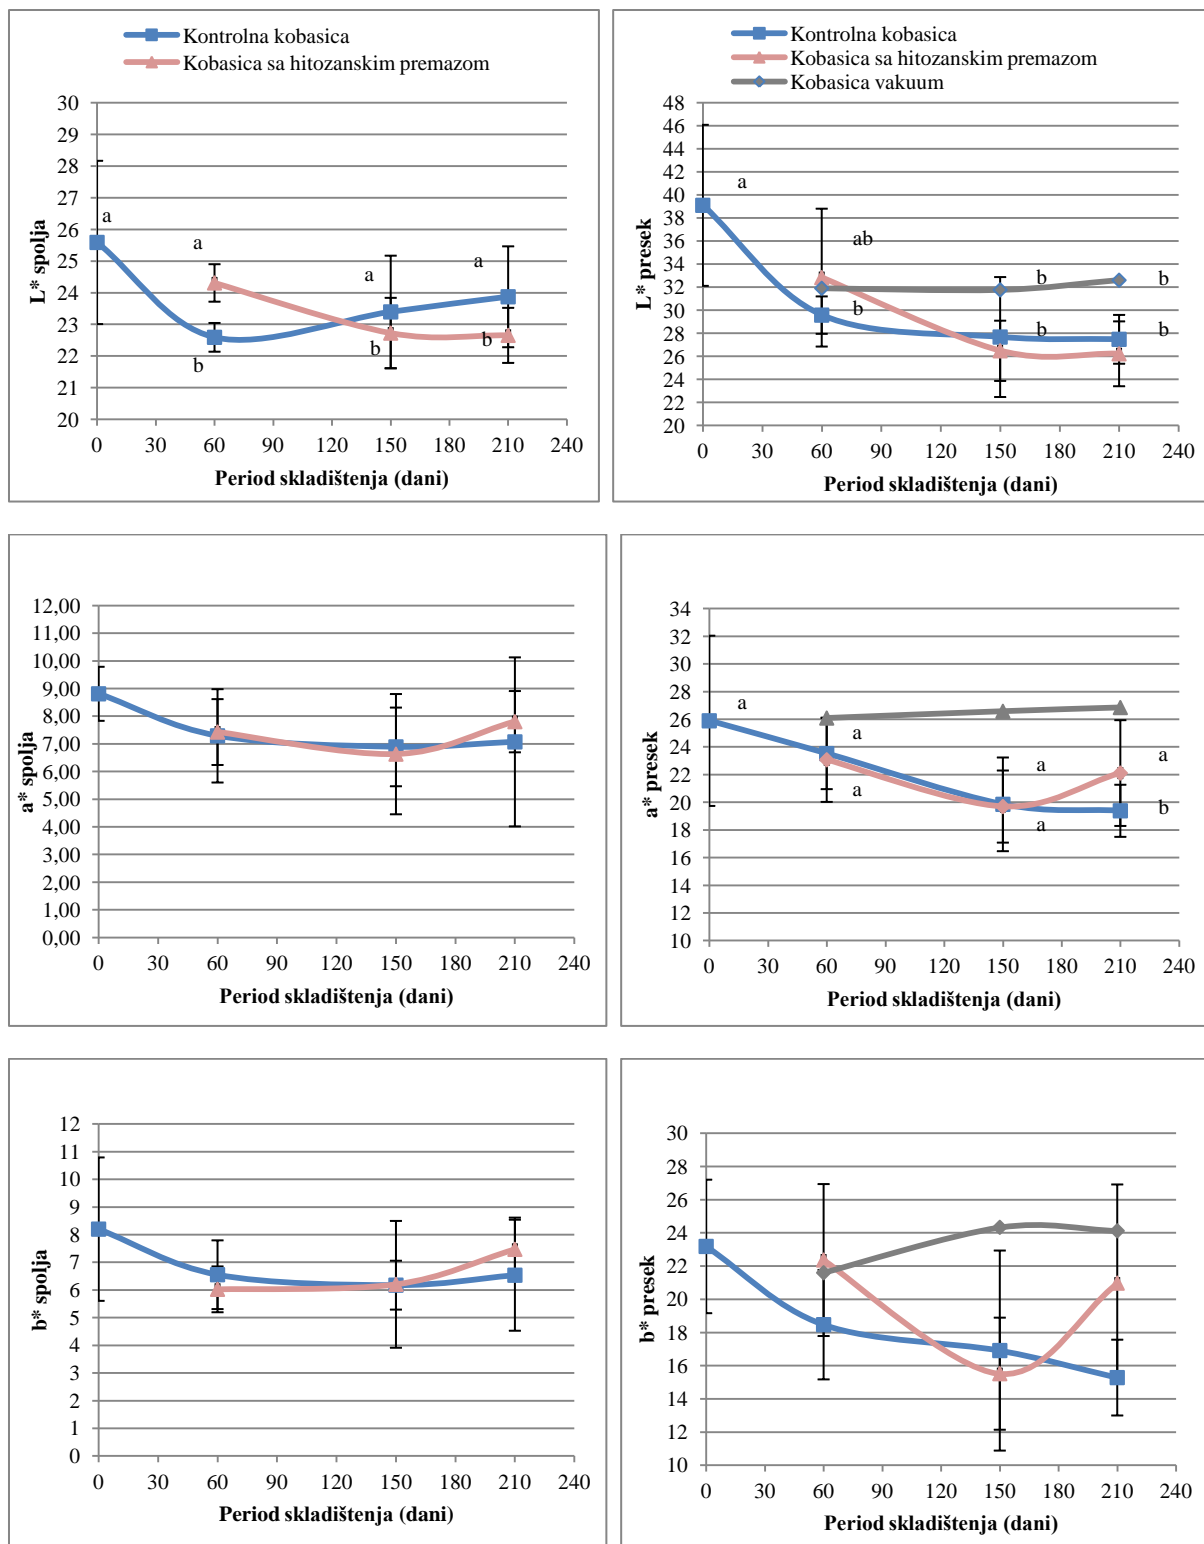 Kontrolna kobasica
Kobasica sa hitozanskim premazom
30
29
28
27
26
25
24
23
22
21
20
L* spolja
a
a
b
a
b
a
b
0 30 60 90 120 150 180 210 240
Period skladištenja (dani)
Kontrolna kobasica
Kobasica sa hitozanskim premazom
Kobasica vakuum
48
46
44
42
40
38
36
34
32
30
28
26
24
22
20
L* presek
a
ab
b
b
b
b
b
0 30 60 90 120 150 180 210 240
Period skladištenja (dani)
12,00
11,00
10,00
9,00
8,00
7,00
6,00
5,00
4,00
3,00
2,00
1,00
0,00
a* spolja
0 30 60 90 120 150 180 210 240
Period skladištenja (dani)
34
32
30
28
26
24
22
20
18
16
14
12
10
a* presek
a
a
a
a
a
a
b
0 30 60 90 120 150 180 210 240
Period skladištenja (dani)
12
11
10
9
8
7
6
5
4
3
2
1
0
b* spolja
0 30 60 90 120 150 180 210 240
Period skladištenja (dani)
30
28
26
24
22
20
18
16
14
12
10
b* presek
0 30 60 90 120 150 180 210 240
Period skladištenja (dani)